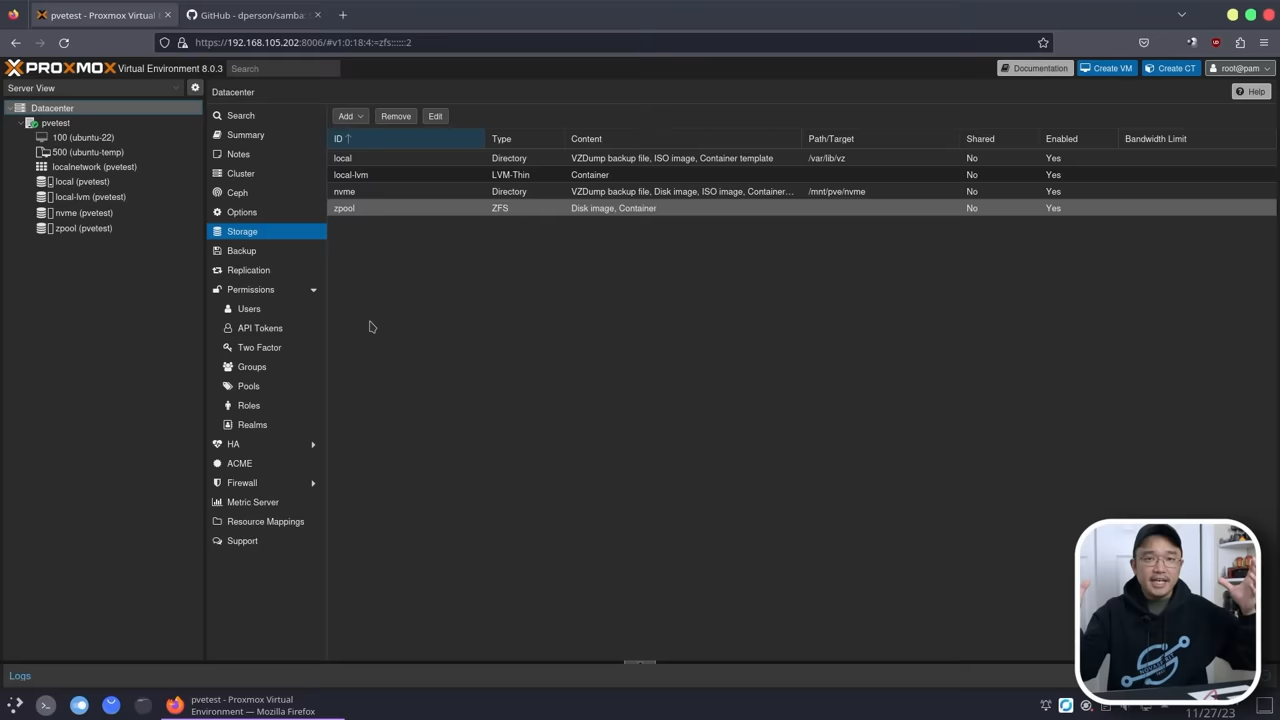 pvetest - Proxmox Virtual
GitHub - dperson/samba:
https://192.168.105.202:8006/#v1:0:18:4:=zfs::::::2
PROXMOX Virtual Environment 8.0.3 Search Documentation Create VM Create CT root@pam
Server View
Datacenter
pvetest
100 (ubuntu-22)
500 (ubuntu-temp)
localnetwork (pvetest)
local (pvetest)
local-lvm (pvetest)
nvme (pvetest)
zpool (pvetest)
Datacenter Help
Search
Summary
Notes
Cluster
Ceph
Options
Storage
Backup
Replication
Permissions
Users
API Tokens
Two Factor
Groups
Pools
Roles
Realms
HA
ACME
Firewall
Metric Server
Resource Mappings
Support
Add Remove Edit
ID Type Content Path/Target Shared Enabled Bandwidth Limit
local Directory VZDump backup file, ISO image, Container template /var/lib/vz No Yes
local-lvm LVM-Thin Container No Yes
nvme Directory VZDump backup file, Disk image, ISO image, Container... /mnt/pve/nvme No Yes
zpool ZFS Disk image, Container No Yes
Logs
pvetest - Proxmox Virtual
Environment — Mozilla Firefox
11/27/23